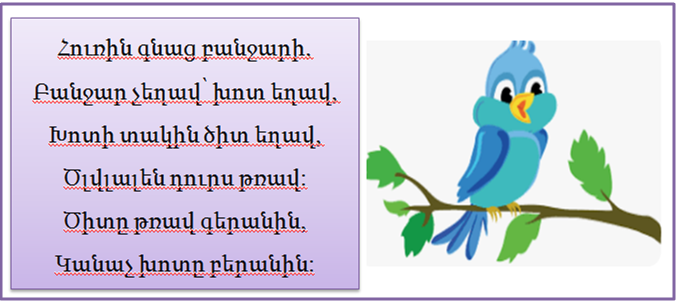 Հուռին գնաց բանջարի,
Բանջար չեղավ՝ խոտ եղավ,
Խոտի տակին ծիտ եղավ,
Ծլվլալեն դուրս թռավ:
Ծիտը թռավ գերանին,
Կանաչ խոտը բերանին: